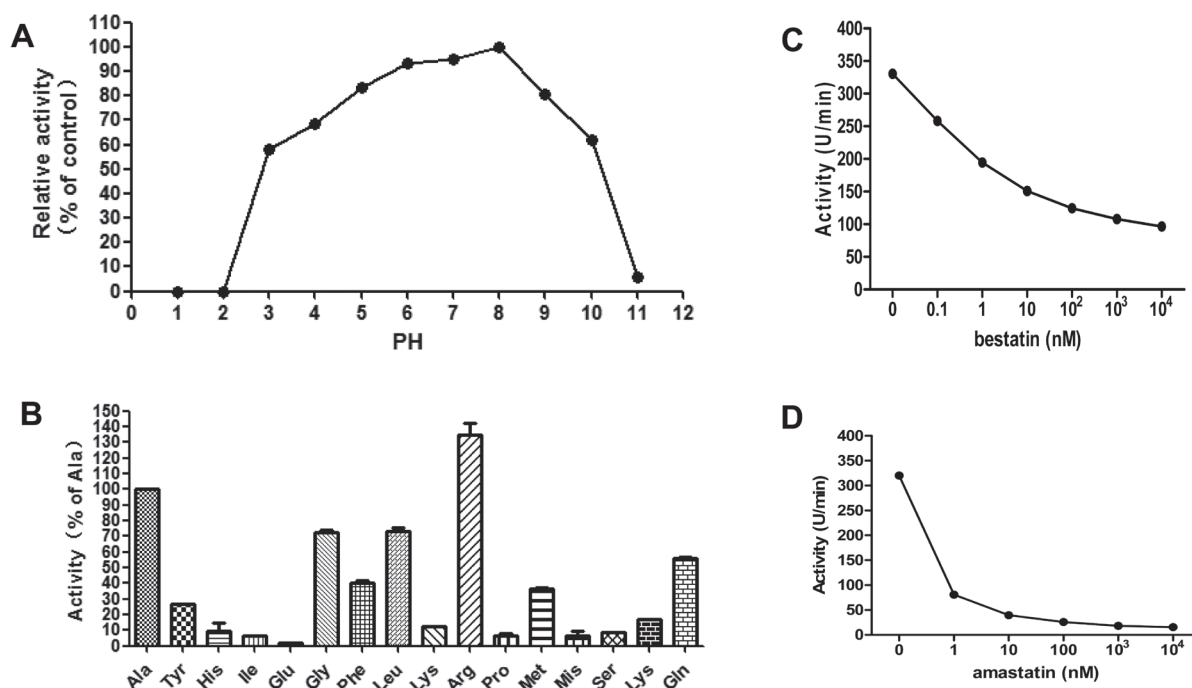 A
Relative activity
(% of control)
110
100
90
80
70
60
50
40
30
20
10
0
0 1 2 3 4 5 6 7 8 9 10 11 12
PH
C
Activity (U/min)
400
350
300
250
200
150
100
50
0
0 0.1 1 10 10² 10³ 10⁴
bestatin (nM)
B
Activity (% of Ala)
150
140
130
120
110
100
90
80
70
60
50
40
30
20
10
0
Ala Tyr His Ile Glu Gly Phe Leu Lys Arg Pro Met Mis Ser Lys Gln
D
Activity (U/min)
400
350
300
250
200
150
100
50
0
0 1 10 100 10³ 10⁴
amastatin (nM)